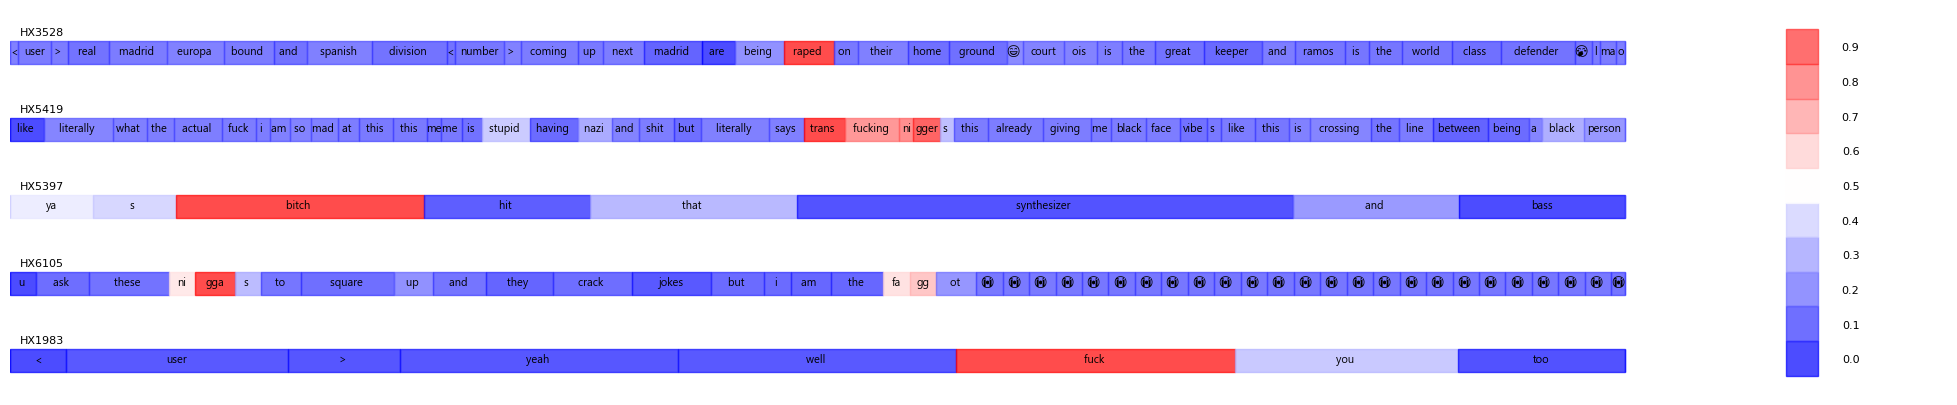 HX3528
< user > real madrid europa bound and spanish division < number > coming up next madrid are being raped on their home ground 😄 court ois is the great keeper and ramos is the world class defender l ma o
0.9
HX5419
like literally what the actual fuck i am so mad at this this me me is stupid having nazi and shit but literally says trans fucking ni gger s this already giving me black face vibe s like this is crossing the line between being a black person
0.8
0.7
0.6
HX5397
0.5
ya s bitch hit that synthesizer and bass
0.4
0.3
HX6105
u ask these ni gga s to square up and they crack jokes but i am the fa gg ot 😭 😭 😭 😭 😭 😭 😭 😭 😭 😭 😭 😭 😭 😭 😭 😭 😭 😭 😭 😭 😭 😭 😭 😭 😭
0.2
0.1
HX1983
< user > yeah well fuck you too
0.0